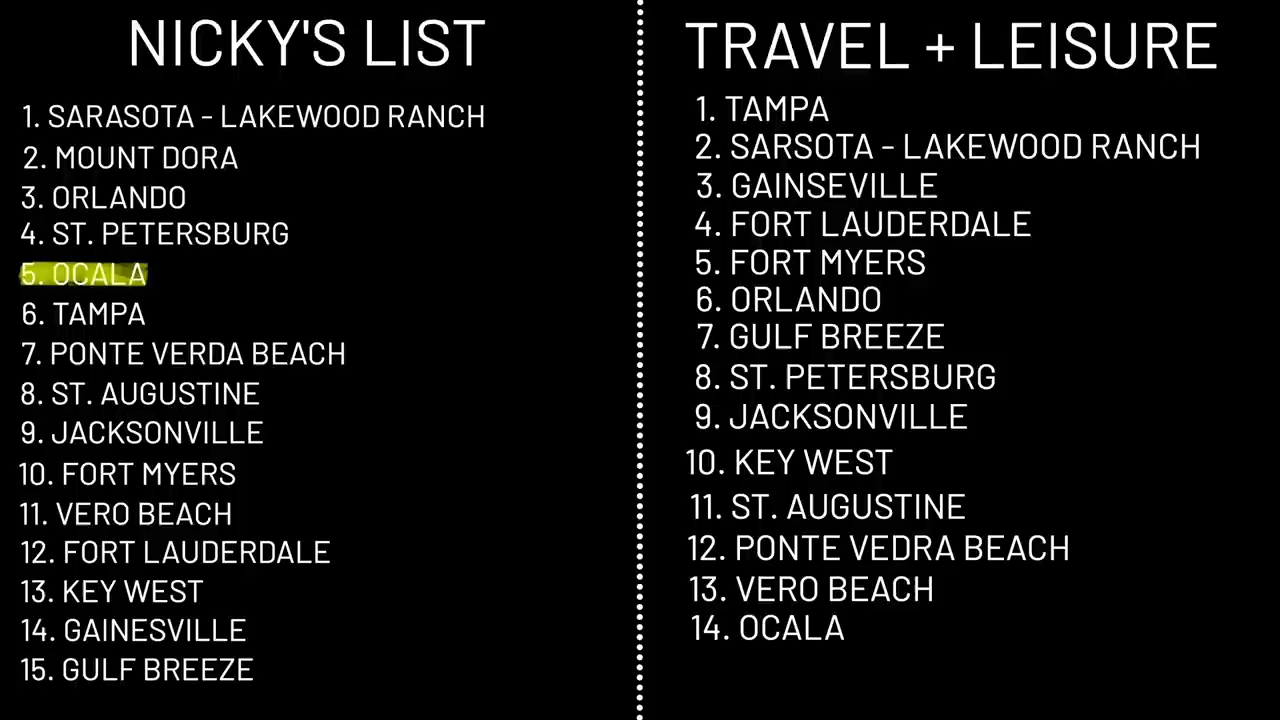 NICKY'S LIST
1. SARASOTA - LAKEWOOD RANCH
2. MOUNT DORA
3. ORLANDO
4. ST. PETERSBURG
5. OCALA
6. TAMPA
7. PONTE VERDA BEACH
8. ST. AUGUSTINE
9. JACKSONVILLE
10. FORT MYERS
11. VERO BEACH
12. FORT LAUDERDALE
13. KEY WEST
14. GAINESVILLE
15. GULF BREEZE
TRAVEL + LEISURE
1. TAMPA
2. SARSOTA - LAKEWOOD RANCH
3. GAINSEVILLE
4. FORT LAUDERDALE
5. FORT MYERS
6. ORLANDO
7. GULF BREEZE
8. ST. PETERSBURG
9. JACKSONVILLE
10. KEY WEST
11. ST. AUGUSTINE
12. PONTE VEDRA BEACH
13. VERO BEACH
14. OCALA